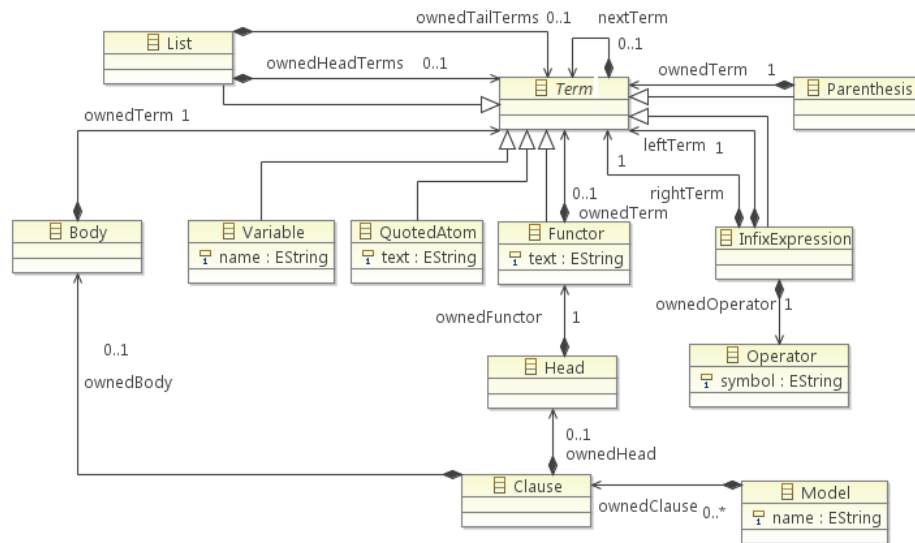 ownedTailTerms 0..1 nextTerm
List
0..1
ownedHeadTerms 0..1
ownedTerm 1
Term
Parenthesis
ownedTerm 1
leftTerm 1
1
0..1
rightTerm
ownedTerm
Body
Variable
QuotedAtom
Functor
InfixExpression
name : EString
text : EString
text : EString
ownedFunctor 1
ownedOperator 1
0..1
ownedBody
Head
Operator
symbol : EString
0..1
ownedHead
Clause
Model
ownedClause 0..*
name : EString